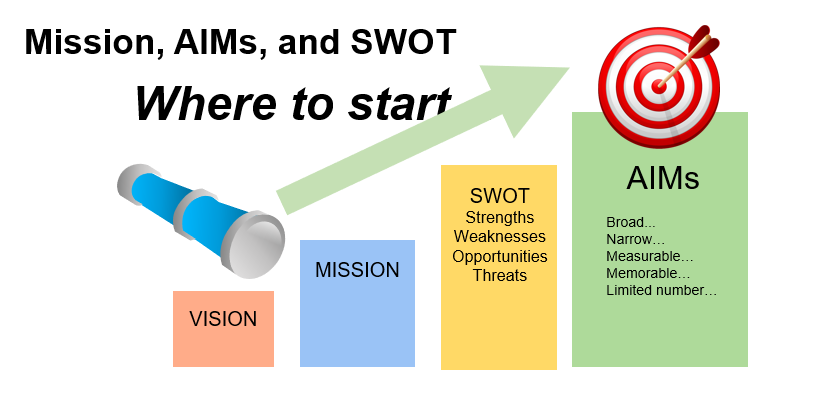 Mission, AIMs, and SWOT
Where to start
VISION
MISSION
SWOT
Strengths
Weaknesses
Opportunities
Threats
AIMs
Broad...
Narrow…
Measurable…
Memorable…
Limited number…